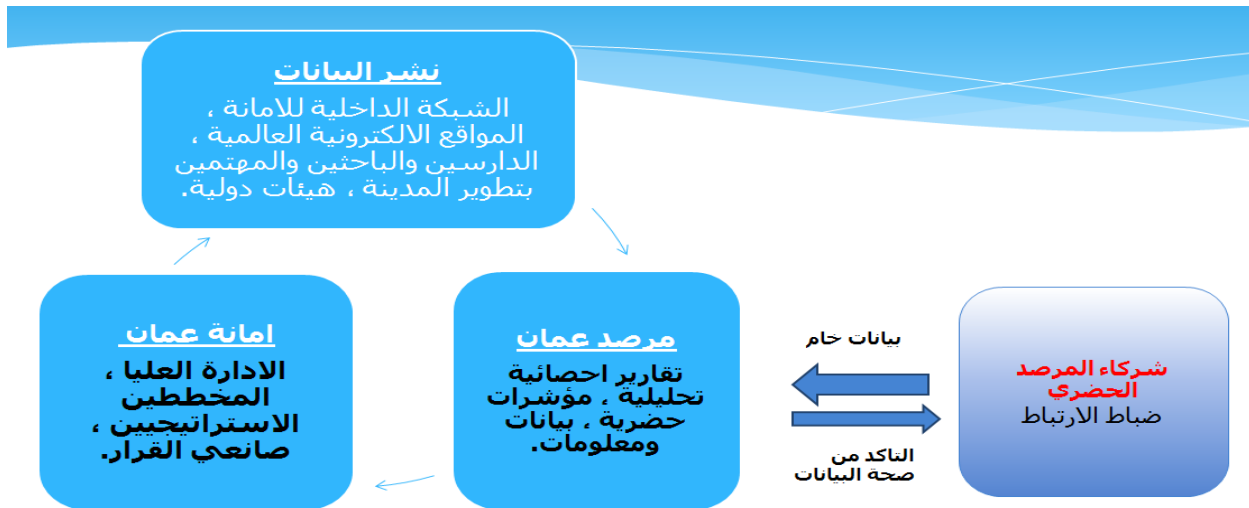 نشر البيانات
الشبكة الداخلية للامانة ،
المواقع الالكترونية العالمية ،
الدارسين والباحثين والمهتمين
بتطوير المدينة ، هيئات دولية.
شركاء المرصد
الحضري
ضباط الارتباط
بيانات خام
التاكد من
صحة البيانات
مرصد عمان
تقارير احصائية
تحليلية ، مؤشرات
حضرية ، بيانات
ومعلومات.
امانة عمان
الادارة العليا ،
المخططين
الاستراتيجيين ،
صانعي القرار.